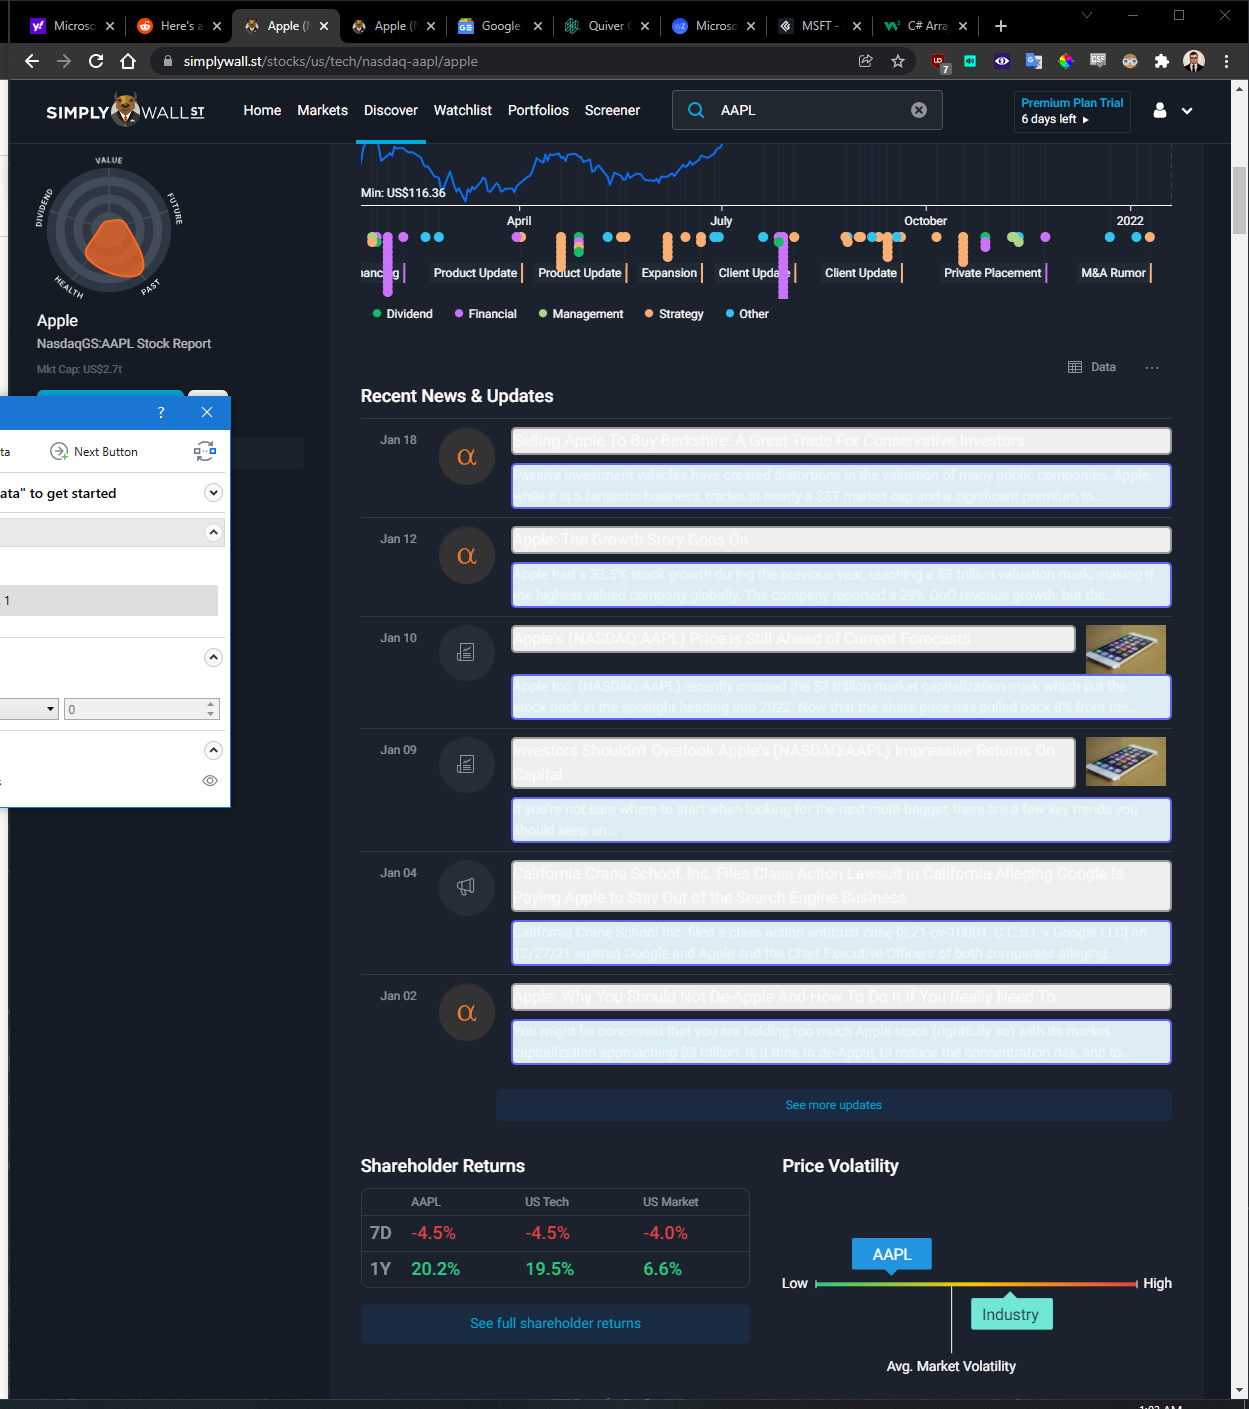 Microso
Here's a
Apple (N
Apple (N
Google
Quiver
Microso
MSFT -
C# Arra
simplywall.st/stocks/us/tech/nasdaq-aapl/apple
7
SIMPLY WALL ST
Home
Markets
Discover
Watchlist
Portfolios
Screener
AAPL
Premium Plan Trial
6 days left
VALUE
FUTURE
PAST
HEALTH
DIVIDEND
Apple
NasdaqGS:AAPL Stock Report
Mkt Cap: US$2.7t
?
ta
Next Button
ata" to get started
1
0
s
Min: US$116.36
April
July
October
2022
Product Update
Product Update
Expansion
Client Update
Client Update
Private Placement
M&A Rumor
Dividend
Financial
Management
Strategy
Other
Data
Recent News & Updates
Jan 18
α
Selling Apple To Buy Berkshire: A Great Trade For Conservative Investors
Passive investment vehicles have created distortions in the valuation of many public companies. Apple,
while it is a fantastic business, trades at nearly a $3T market cap and a significant premium to...
Jan 12
α
Apple: The Growth Story Goes On
Apple had a 33.5% stock growth during the previous year, reaching a $3 trillion valuation mark, making it
the highest valued company globally. The company reported a 29% QoQ revenue growth, but the...
Jan 10
Apple's (NASDAQ:AAPL) Price is Still Ahead of Current Forecasts
Apple Inc. (NASDAQ:AAPL) recently crossed the $3 trillion market capitalization mark which put the
stock back in the spotlight heading into 2022. Now that the share price has pulled back 8% from the...
Jan 09
Investors Shouldn't Overlook Apple's (NASDAQ:AAPL) Impressive Returns On
Capital
If you're not sure where to start when looking for the next multi-bagger, there are a few key trends you
should keep an...
Jan 04
California Crane School, Inc. Files Class Action Lawsuit in California Alleging Google Is
Paying Apple to Stay Out of the Search Engine Business
California Crane School Inc. filed a class action antitrust case [3:21-cv-10001, C.C.S.I. v Google LLC] on
12/27/21 against Google and Apple and the Chief Executive Officers of both companies alleging...
Jan 02
α
Apple: Why You Should Not De-Apple And How To Do It If You Really Need To
You might be concerned that you are holding too much Apple stock (rightfully so) with its market
capitalization approaching $3 trillion. Is it time to de-Apple, to reduce the concentration risk, and to...
See more updates
Shareholder Returns
AAPL
US Tech
US Market
7D
-4.5%
-4.5%
-4.0%
1Y
20.2%
19.5%
6.6%
See full shareholder returns
Price Volatility
AAPL
Low
High
Industry
Avg. Market Volatility